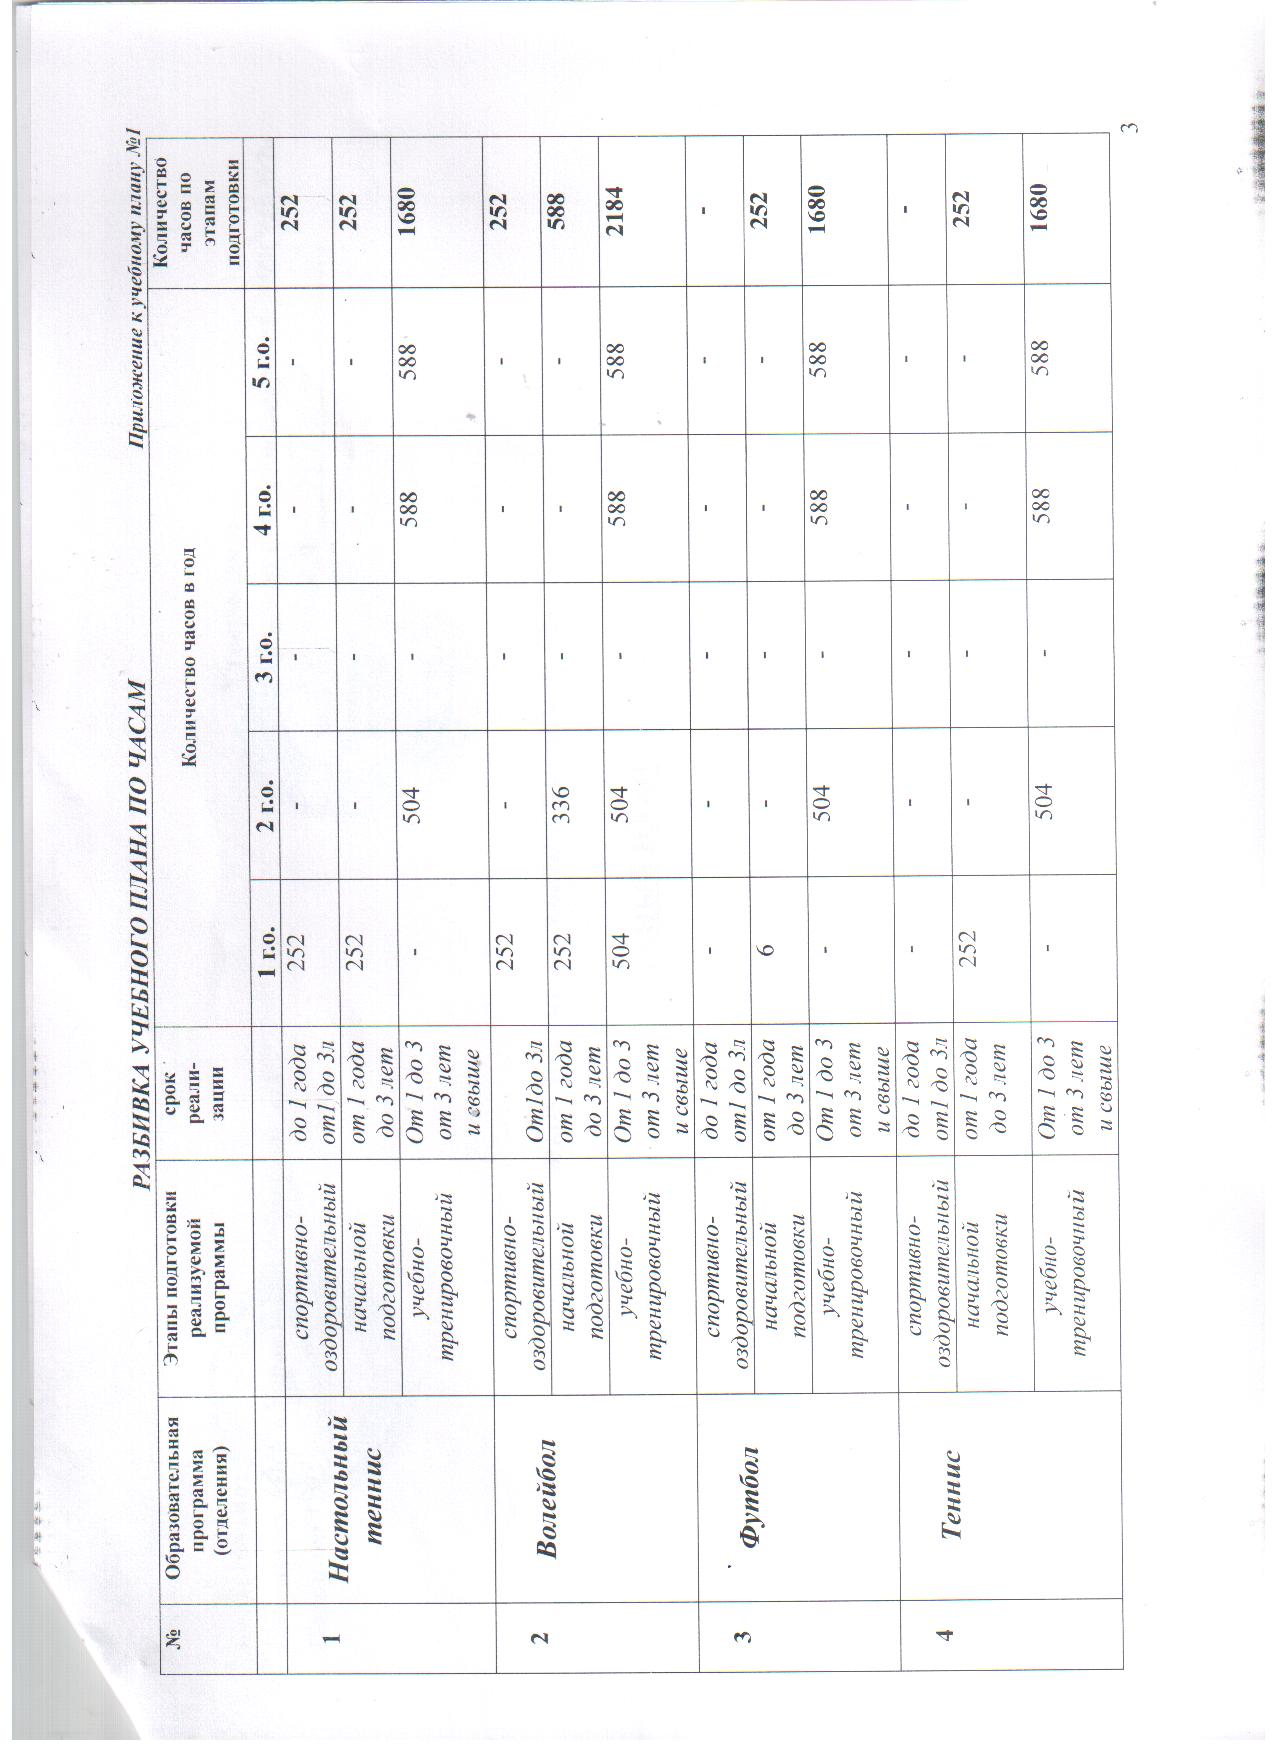 Приложение к учебному плану №1
РАЗБИВКА УЧЕБНОГО ПЛАНА ПО ЧАСАМ
№
Образовательная
программа
(отделения)
Этапы подготовки
реализуемой
программы
срок
реали-
зации
Количество часов в год
Количество
часов по
этапам
подготовки
1 г.о. 2 г.о. 3 г.о. 4 г.о. 5 г.о.
1
Настольный
теннис
спортивно-
оздоровительный
до 1 года
от1 до 3л
252 - - - - 252
начальной
подготовки
от 1 года
до 3 лет
252 - - - - 252
учебно-
тренировочный
От 1 до 3
от 3 лет
и свыше
- 504 - 588 588 1680
2
Волейбол
спортивно-
оздоровительный
От1до 3л
252 - - - - 252
начальной
подготовки
от 1 года
до 3 лет
252 336 - - - 588
учебно-
тренировочный
От 1 до 3
от 3 лет
и свыше
504 504 - 588 588 2184
3
Футбол
спортивно-
оздоровительный
до 1 года
от1 до 3л
- - - - - -
начальной
подготовки
от 1 года
до 3 лет
6 - - - - 252
учебно-
тренировочный
От 1 до 3
от 3 лет
и свыше
- 504 - 588 588 1680
4
Теннис
спортивно-
оздоровительный
до 1 года
от1 до 3л
- - - - - -
начальной
подготовки
от 1 года
до 3 лет
252 - - - - 252
учебно-
тренировочный
От 1 до 3
от 3 лет
и свыше
- 504 - 588 588 1680
3